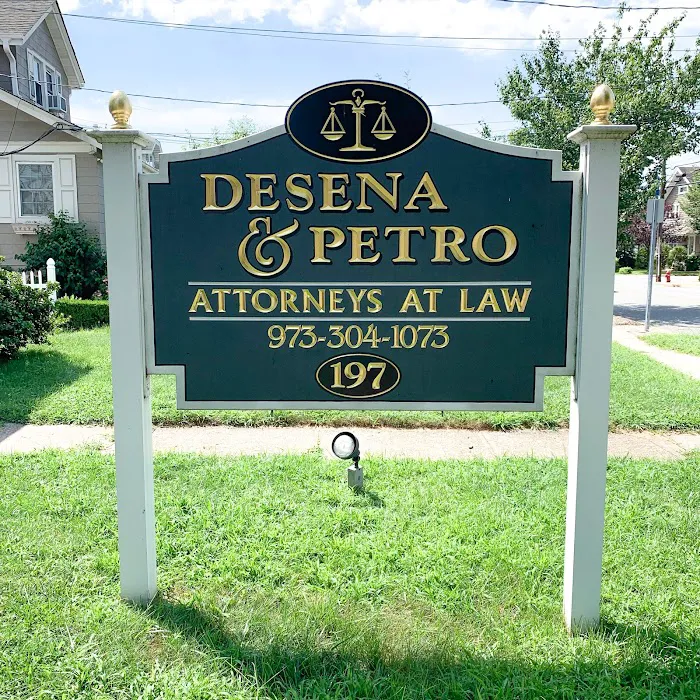 DESENA
& PETRO
ATTORNEYS AT LAW
973-304-1073
197